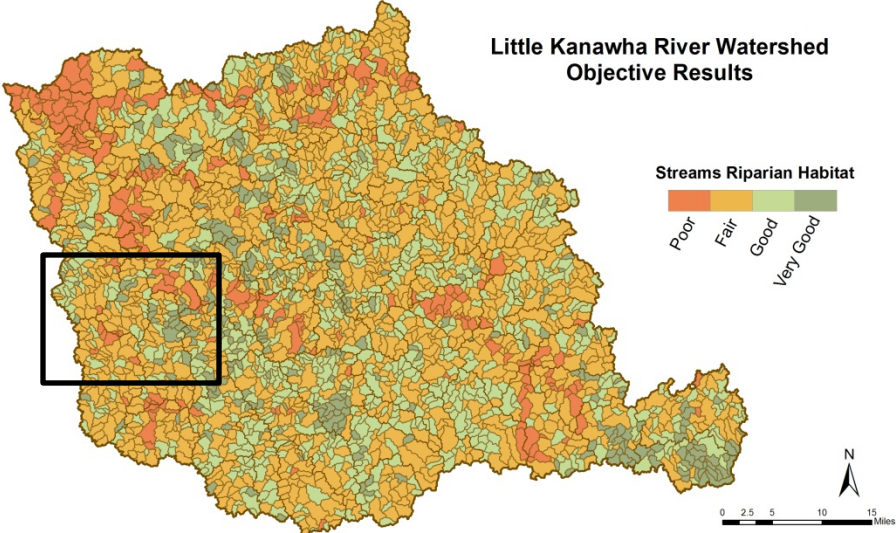 Little Kanawha River Watershed
Objective Results
Streams Riparian Habitat
Poor
Fair
Good
Very Good
N
0 2.5 5 10 15
Miles